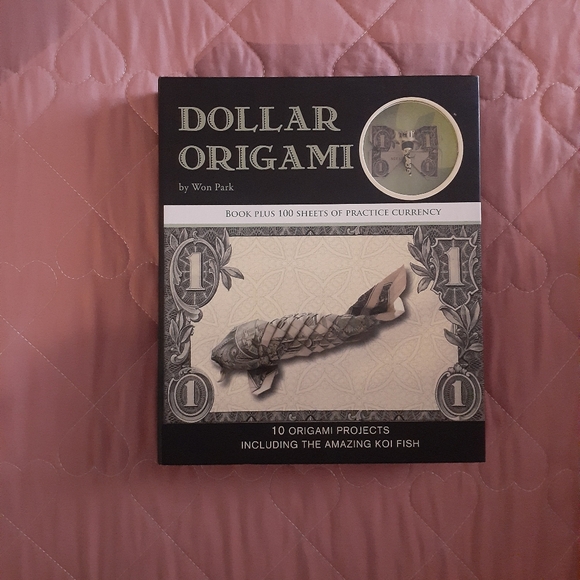 DOLLAR
ORIGAMI
by Won Park
BOOK PLUS 100 SHEETS OF PRACTICE CURRENCY
1 1
1 1
10 ORIGAMI PROJECTS
INCLUDING THE AMAZING KOI FISH